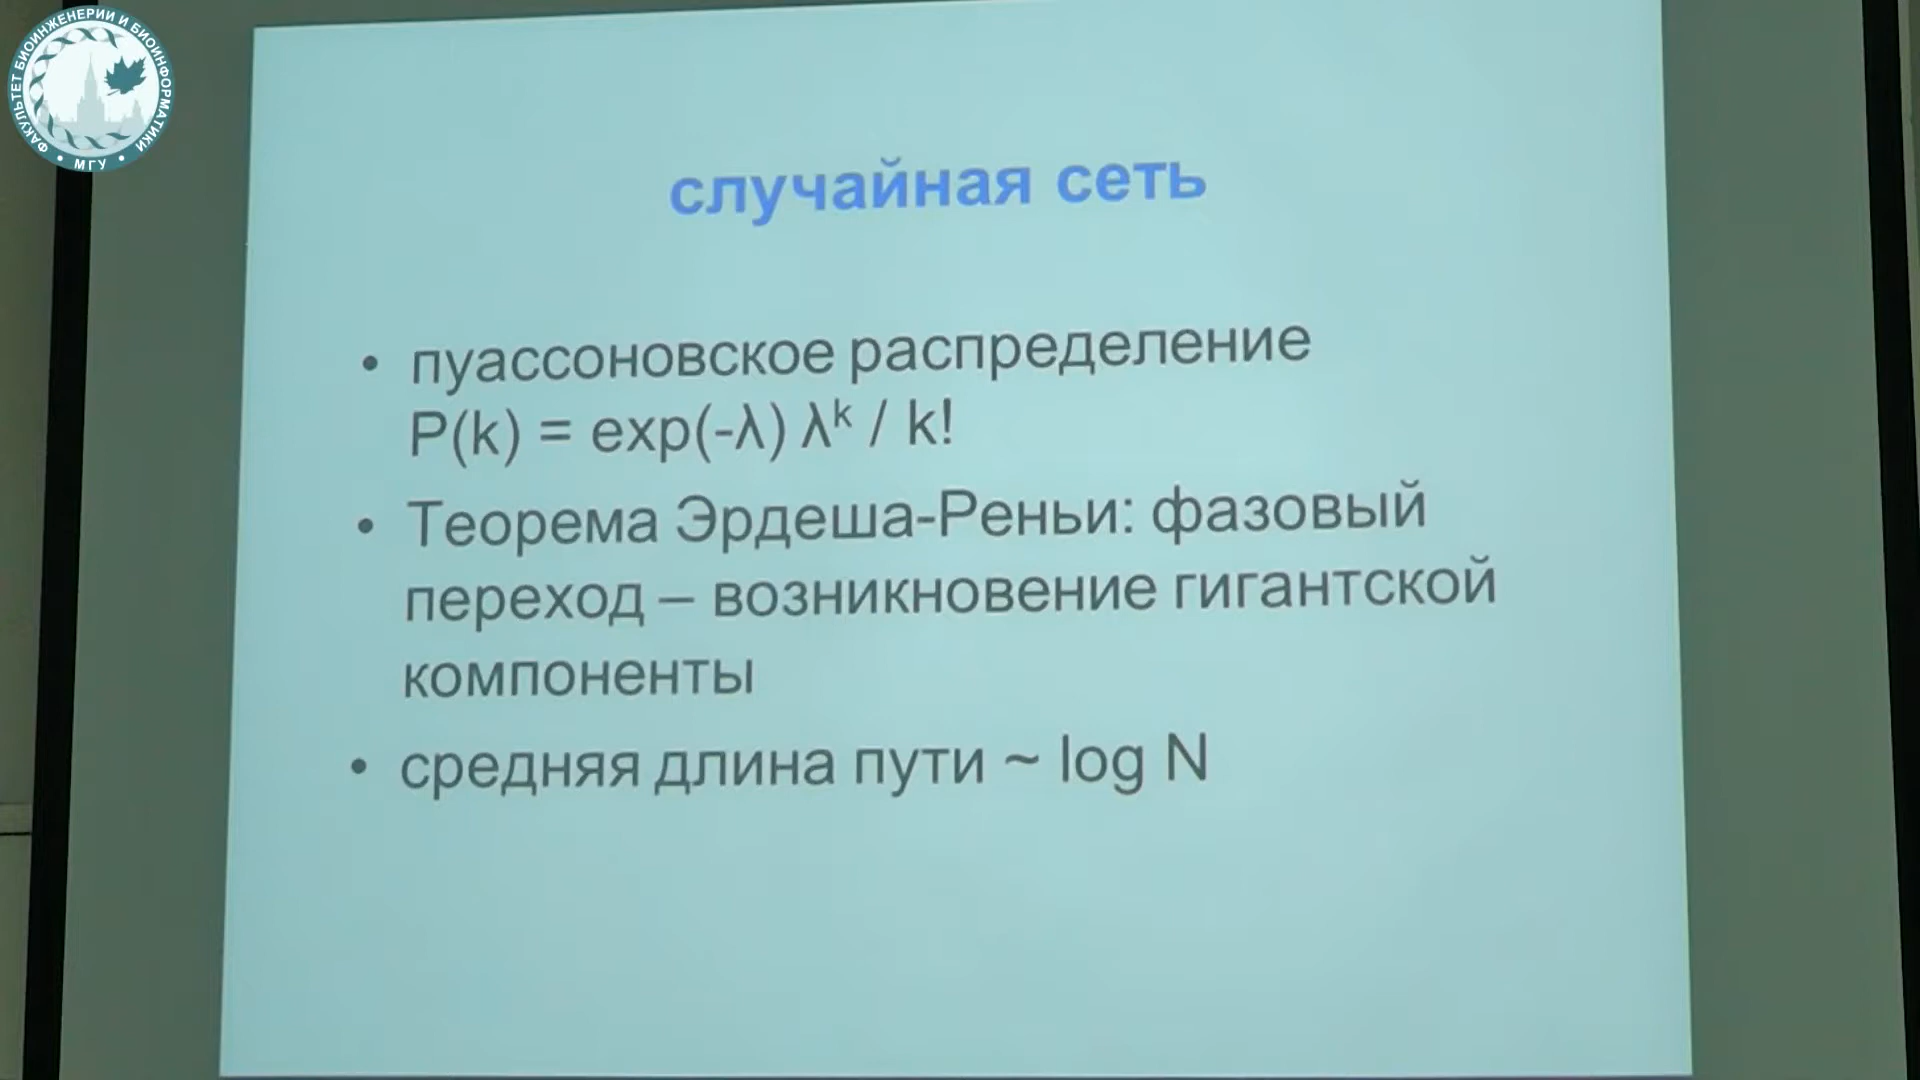 ФАКУЛЬТЕТ БИОИНЖЕНЕРИИ И БИОИНФОРМАТИКИ
• МГУ •
случайная сеть
• пуассоновское распределение
P(k) = exp(-λ) λᵏ / k!
• Теорема Эрдеша-Реньи: фазовый
переход – возникновение гигантской
компоненты
• средняя длина пути ~ log N